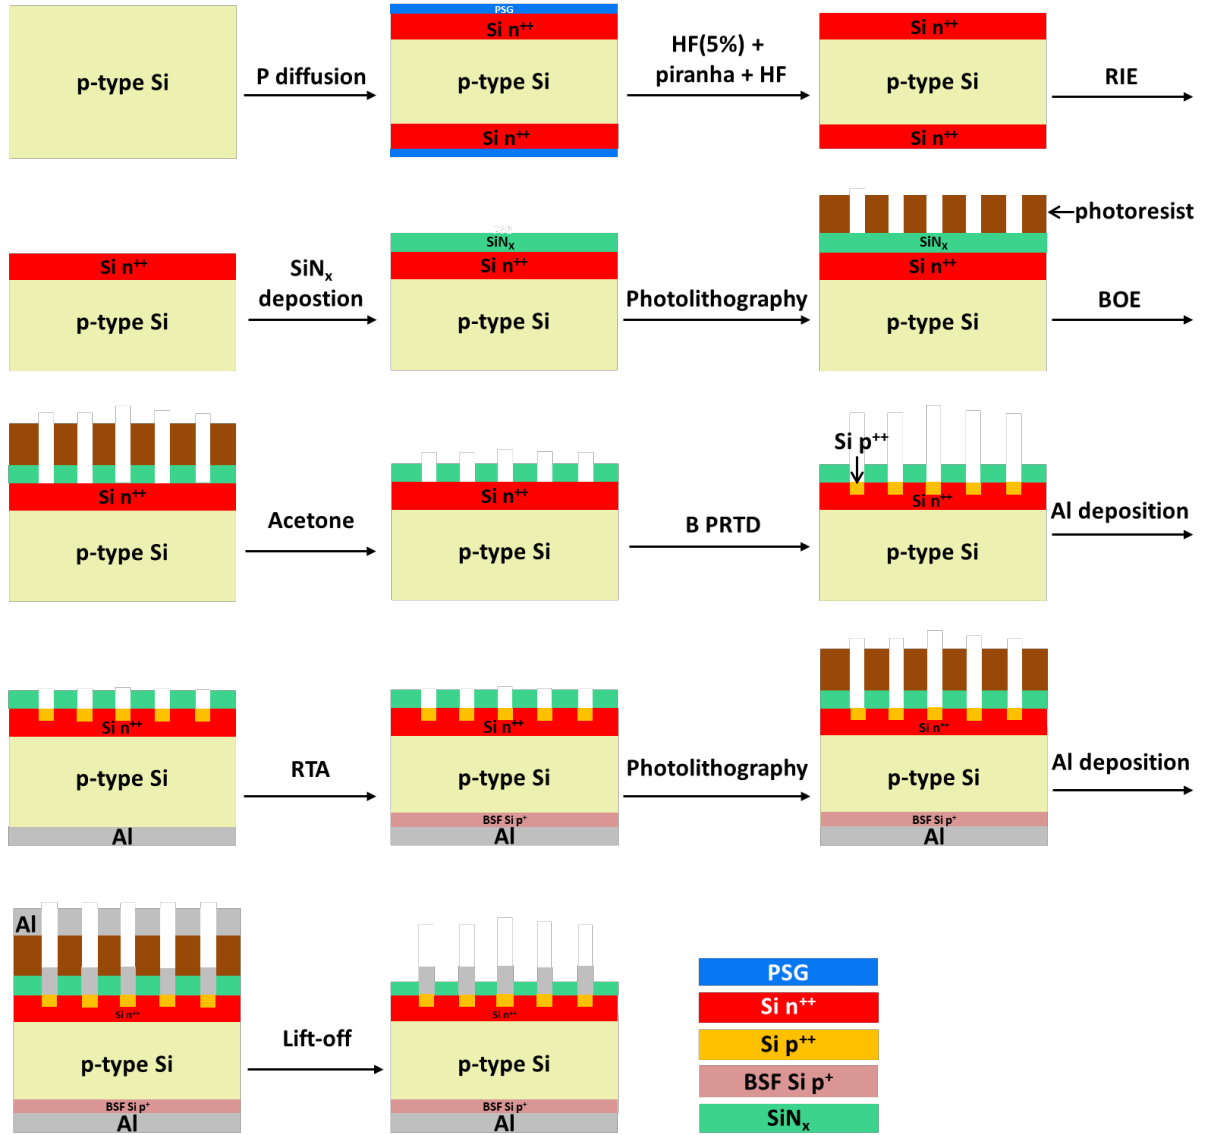 p-type Si
P diffusion
PSG
Si n++
p-type Si
Si n++
HF(5%) +
piranha + HF
Si n++
p-type Si
Si n++
RIE
Si n++
p-type Si
SiNx
depostion
SiNx
Si n++
p-type Si
Photolithography
photoresist
SiNx
Si n++
p-type Si
BOE
Si n++
p-type Si
Acetone
Si n++
p-type Si
B PRTD
Si p++
Si n++
p-type Si
Al deposition
Si n++
p-type Si
Al
RTA
Si n++
p-type Si
BSF Si p+
Al
Photolithography
Si n++
p-type Si
BSF Si p+
Al
Al deposition
Al
Si n++
p-type Si
BSF Si p+
Al
Lift-off
Si n++
p-type Si
BSF Si p+
Al
PSG
Si n++
Si p++
BSF Si p+
SiNx